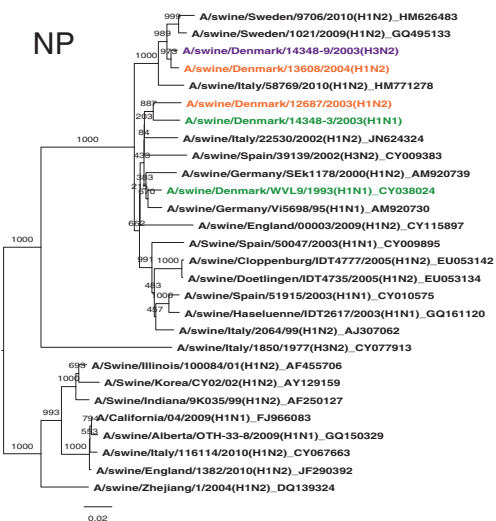 NP
999
A/swine/Sweden/9706/2010(H1N2)_HM626483
989
A/swine/Sweden/1021/2009(H1N2)_GQ495133
973
A/swine/Denmark/14348-9/2003(H3N2)
1000
A/swine/Denmark/13608/2004(H1N2)
A/swine/Italy/58769/2010(H1N2)_HM771278
887
A/swine/Denmark/12687/2003(H1N2)
203
A/swine/Denmark/14348-3/2003(H1N1)
84
A/swine/Italy/22530/2002(H1N2)_JN624324
1000
A/swine/Spain/39139/2002(H3N2)_CY009383
383
A/swine/Germany/SEk1178/2000(H1N2)_AM920739
A/swine/Denmark/WVL9/1993(H1N1)_CY038024
A/swine/Germany/Vi5698/95(H1N1)_AM920730
662
A/swine/England/00003/2009(H1N2)_CY115897
1000
A/swine/Spain/50047/2003(H1N1)_CY009895
991
1000
A/swine/Cloppenburg/IDT4777/2005(H1N2)_EU053142
A/swine/Doetlingen/IDT4735/2005(H1N2)_EU053134
483
A/swine/Spain/51915/2003(H1N1)_CY010575
1000
457
A/swine/Haseluenne/IDT2617/2003(H1N1)_GQ161120
A/swine/Italy/2064/99(H1N2)_AJ307062
A/swine/Italy/1850/1977(H3N2)_CY077913
693
A/Swine/Illinois/100084/01(H1N2)_AF455706
1000
A/Swine/Korea/CY02/02(H1N2)_AY129159
A/Swine/Indiana/9K035/99(H1N2)_AF250127
993
794
A/California/04/2009(H1N1)_FJ966083
553
A/swine/Alberta/OTH-33-8/2009(H1N1)_GQ150329
1000
1000
A/swine/Italy/116114/2010(H1N2)_CY067663
A/swine/England/1382/2010(H1N2)_JF290392
A/swine/Zhejiang/1/2004(H1N2)_DQ139324
0.02